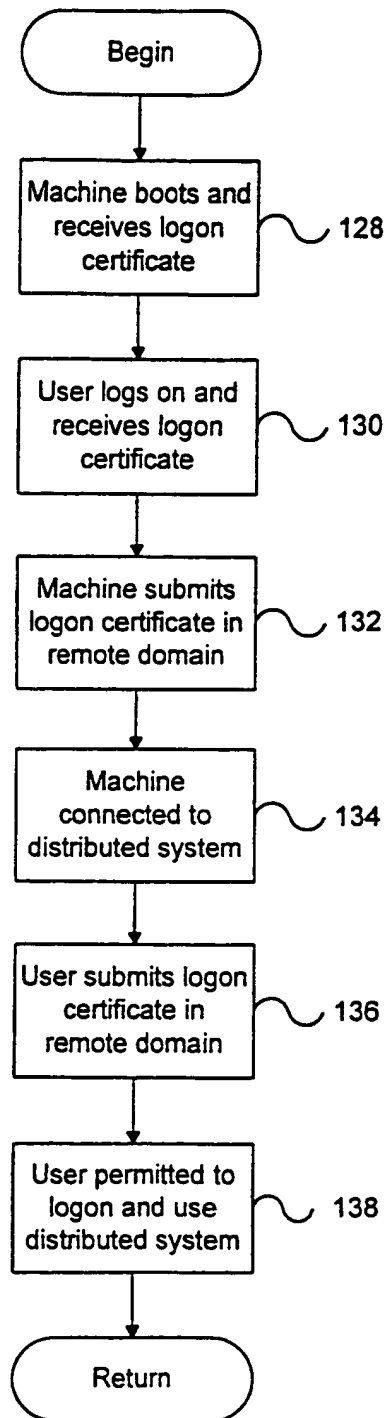 Begin
Machine boots and
receives logon
certificate
128
User logs on and
receives logon
certificate
130
Machine submits
logon certificate in
remote domain
132
Machine
connected to
distributed system
134
User submits logon
certificate in
remote domain
136
User permitted to
logon and use
distributed system
138
Return